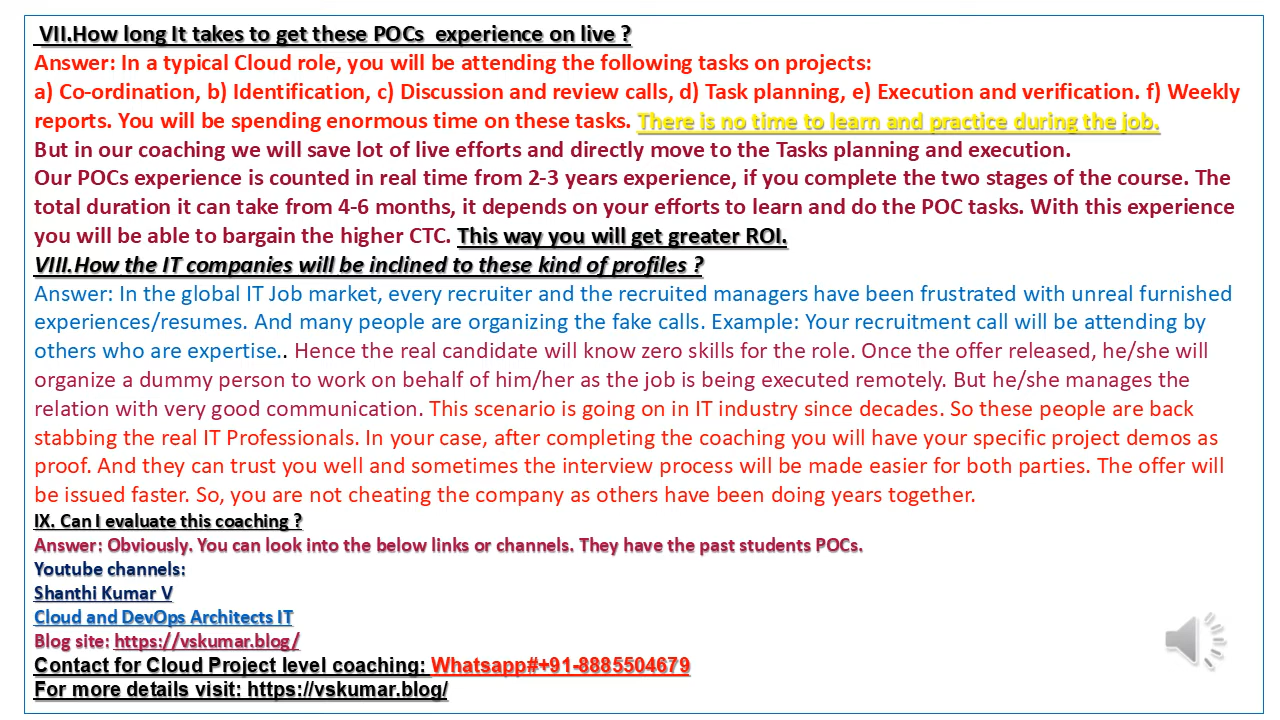 VII.How long It takes to get these POCs  experience on live ?
Answer: In a typical Cloud role, you will be attending the following tasks on projects:
a) Co-ordination, b) Identification, c) Discussion and review calls, d) Task planning, e) Execution and verification. f) Weekly
reports. You will be spending enormous time on these tasks. There is no time to learn and practice during the job.
But in our coaching we will save lot of live efforts and directly move to the Tasks planning and execution.
Our POCs experience is counted in real time from 2-3 years experience, if you complete the two stages of the course. The
total duration it can take from 4-6 months, it depends on your efforts to learn and do the POC tasks. With this experience
you will be able to bargain the higher CTC. This way you will get greater ROI.
VIII.How the IT companies will be inclined to these kind of profiles ?
Answer: In the global IT Job market, every recruiter and the recruited managers have been frustrated with unreal furnished
experiences/resumes. And many people are organizing the fake calls. Example: Your recruitment call will be attending by
others who are expertise.. Hence the real candidate will know zero skills for the role. Once the offer released, he/she will
organize a dummy person to work on behalf of him/her as the job is being executed remotely. But he/she manages the
relation with very good communication. This scenario is going on in IT industry since decades. So these people are back
stabbing the real IT Professionals. In your case, after completing the coaching you will have your specific project demos as
proof. And they can trust you well and sometimes the interview process will be made easier for both parties. The offer will
be issued faster. So, you are not cheating the company as others have been doing years together.
IX. Can I evaluate this coaching ?
Answer: Obviously. You can look into the below links or channels. They have the past students POCs.
Youtube channels:
Shanthi Kumar V
Cloud and DevOps Architects IT
Blog site: https://vskumar.blog/
Contact for Cloud Project level coaching: Whatsapp#+91-8885504679
For more details visit: https://vskumar.blog/